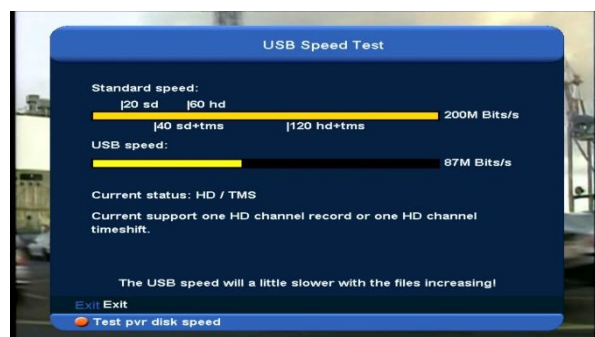 USB Speed Test
Standard speed:
|20 sd |60 hd
200M Bits/s
|40 sd+tms |120 hd+tms
USB speed:
87M Bits/s
Current status: HD / TMS
Current support one HD channel record or one HD channel
timeshift.
The USB speed will a little slower with the files increasing!
Exit Exit
Test pvr disk speed